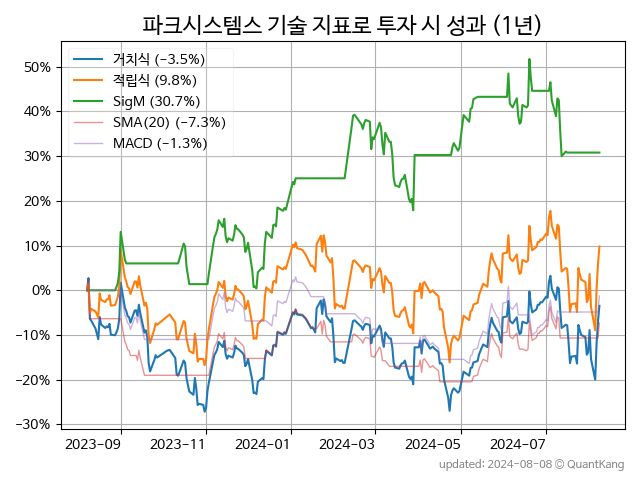 파크시스템스 기술 지표로 투자 시 성과 (1년)
거치식 (−3.5%)
적립식 (9.8%)
SigM (30.7%)
SMA(20) (−7.3%)
MACD (−1.3%)
50%
40%
30%
20%
10%
0%
−10%
−20%
−30%
2023-09 2023-11 2024-01 2024-03 2024-05 2024-07
updated: 2024-08-08 © QuantKang